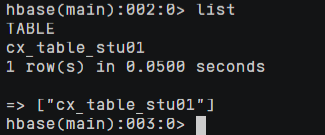 hbase(main):002:0> list
TABLE
cx_table_stu01
1 row(s) in 0.0500 seconds

=> ["cx_table_stu01"]
hbase(main):003:0>